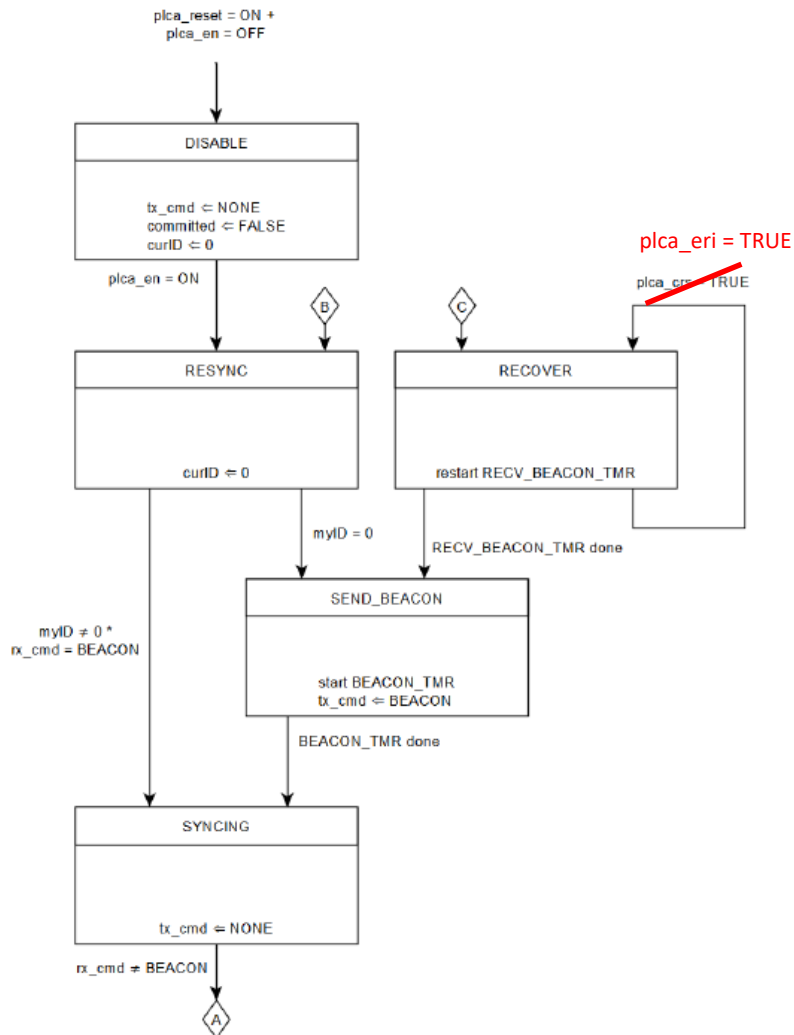 plca_reset = ON +
plca_en = OFF
DISABLE
tx_cmd ⇐ NONE
committed ⇐ FALSE
curID ⇐ 0
plca_en = ON
plca_eri = TRUE
plca_crs = TRUE
B
C
RESYNC
curID ⇐ 0
RECOVER
restart RECV_BEACON_TMR
myID = 0
RECV_BEACON_TMR done
SEND_BEACON
start BEACON_TMR
tx_cmd ⇐ BEACON
myID ≠ 0 *
rx_cmd = BEACON
BEACON_TMR done
SYNCING
tx_cmd ⇐ NONE
rx_cmd ≠ BEACON
A